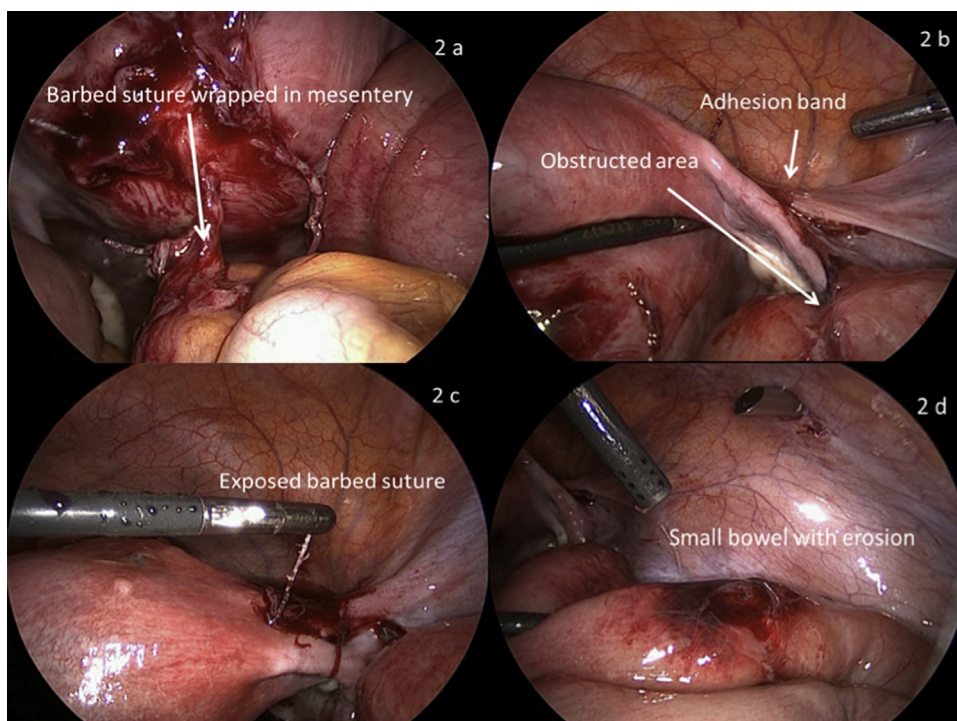 2 a
Barbed suture wrapped in mesentery
2 b
Adhesion band
Obstructed area
2 c
Exposed barbed suture
2 d
Small bowel with erosion